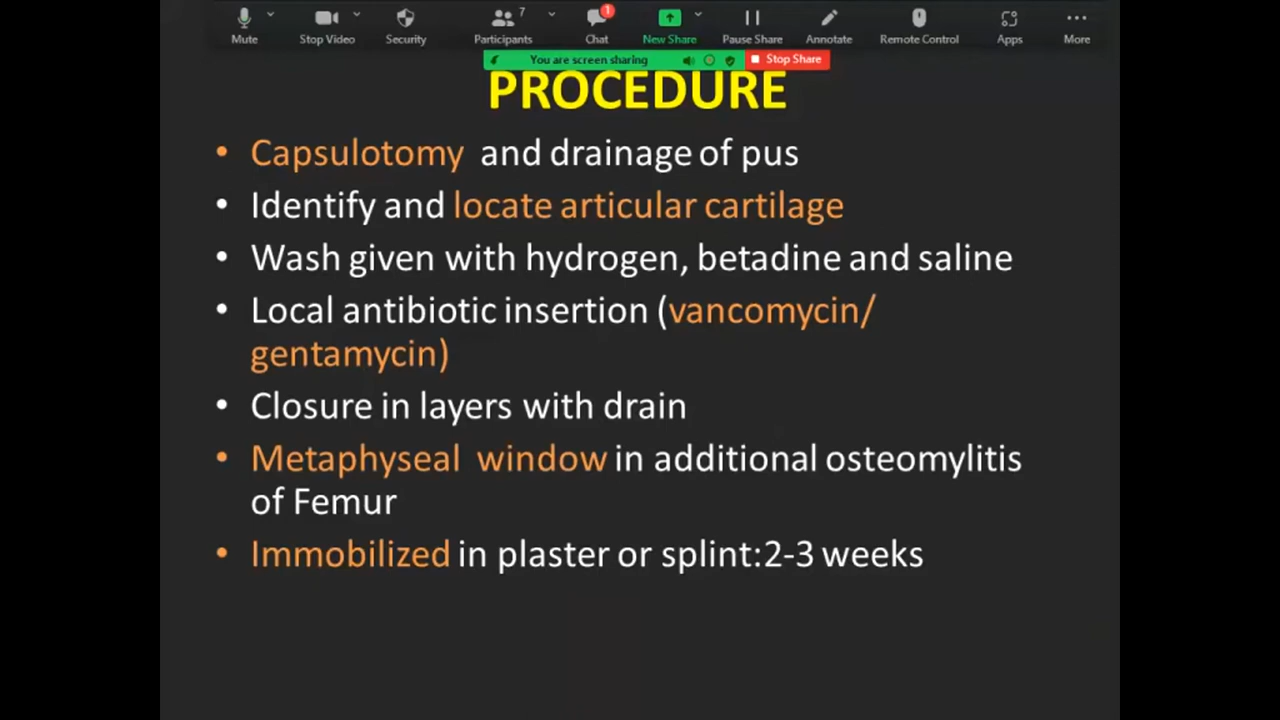 Mute
Stop Video
Security
Participants
7
Chat
1
New Share
Pause Share
Annotate
Remote Control
Apps
More
You are screen sharing
Stop Share
PROCEDURE
• Capsulotomy and drainage of pus
• Identify and locate articular cartilage
• Wash given with hydrogen, betadine and saline
• Local antibiotic insertion (vancomycin/
gentamycin)
• Closure in layers with drain
• Metaphyseal window in additional osteomylitis
of Femur
• Immobilized in plaster or splint:2-3 weeks